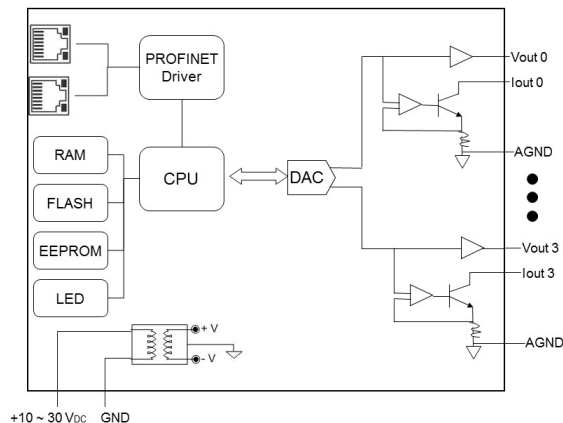 PROFINET
Driver
RAM
FLASH
EEPROM
LED
CPU
DAC
Vout 0
Iout 0
AGND
Vout 3
Iout 3
AGND
+ V
- V
+10 ~ 30 VDC
GND